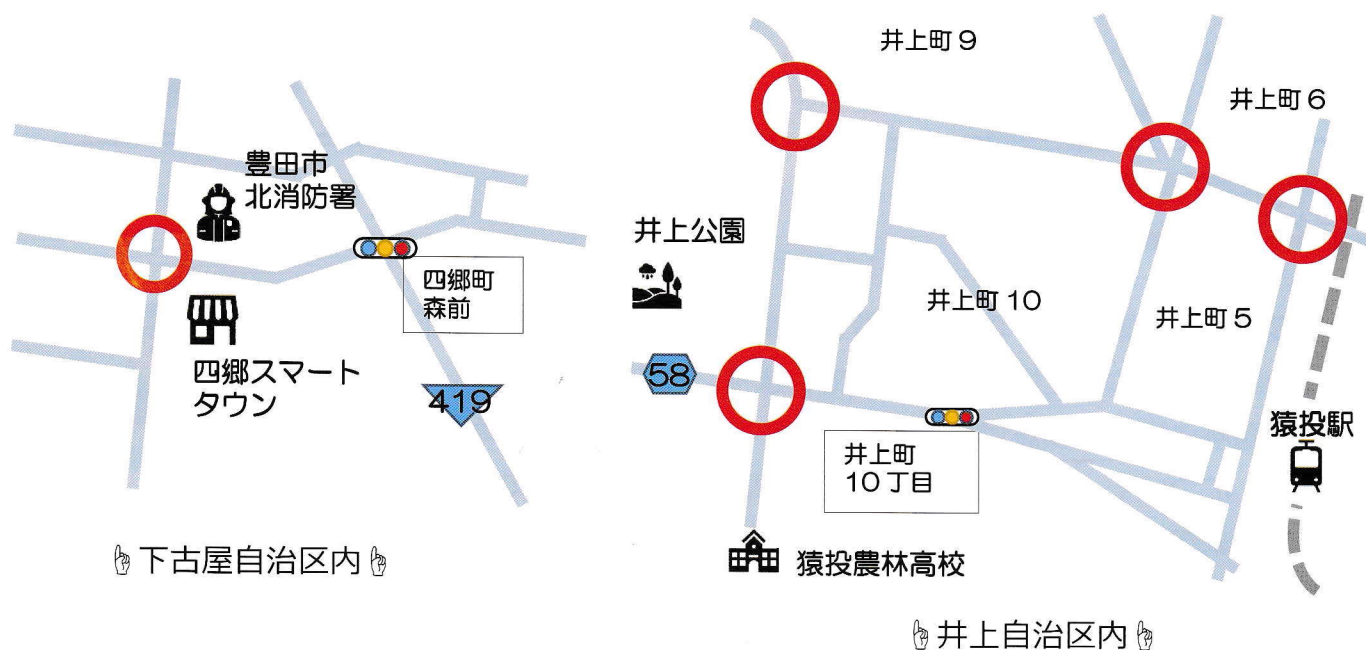 豊田市
北消防署
四郷町
森前
四郷スマート
タウン
419
下古屋自治区内
井上町9
井上町6
井上公園
井上町10
井上町5
58
猿投駅
井上町
10丁目
猿投農林高校
井上自治区内